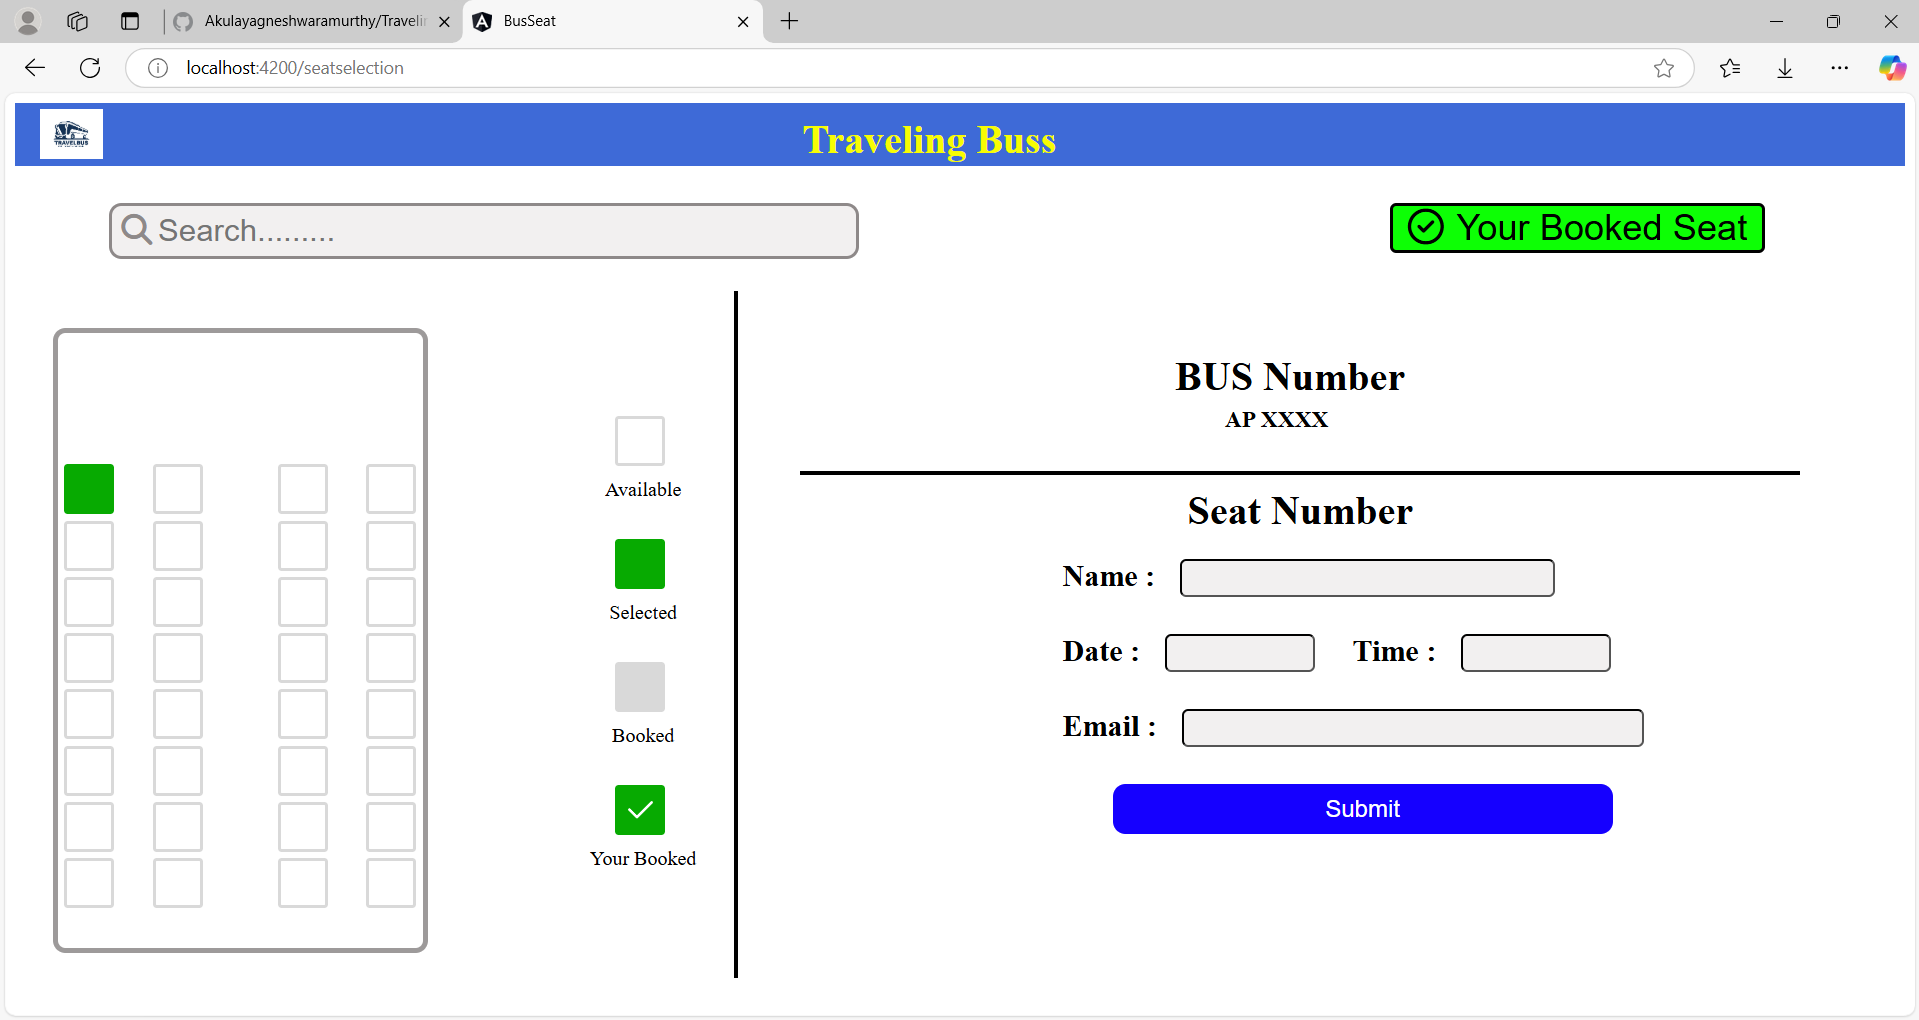 Akulayagneshwaramurthy/Travelin
BusSeat
localhost:4200/seatselection
TRAVELBUS
Traveling Buss
Search.........
Your Booked Seat
BUS Number
AP XXXX
Available
Seat Number
Name :
Selected
Date :
Time :
Email :
Booked
Submit
Your Booked